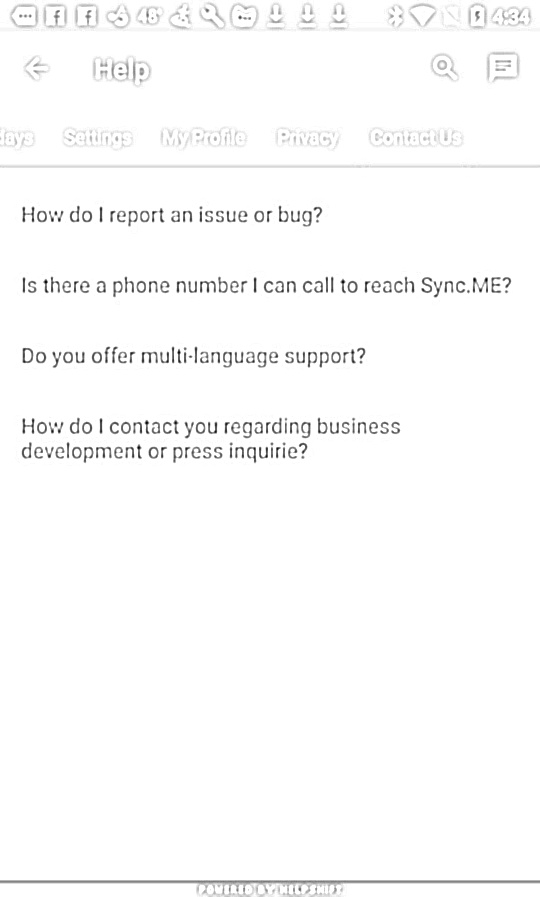 48° 4:34
Help
days Settings My Profile Privacy Contact Us
How do I report an issue or bug?
Is there a phone number I can call to reach Sync.ME?
Do you offer multi-language support?
How do I contact you regarding business
development or press inquirie?
POWERED BY HELPSHIFT